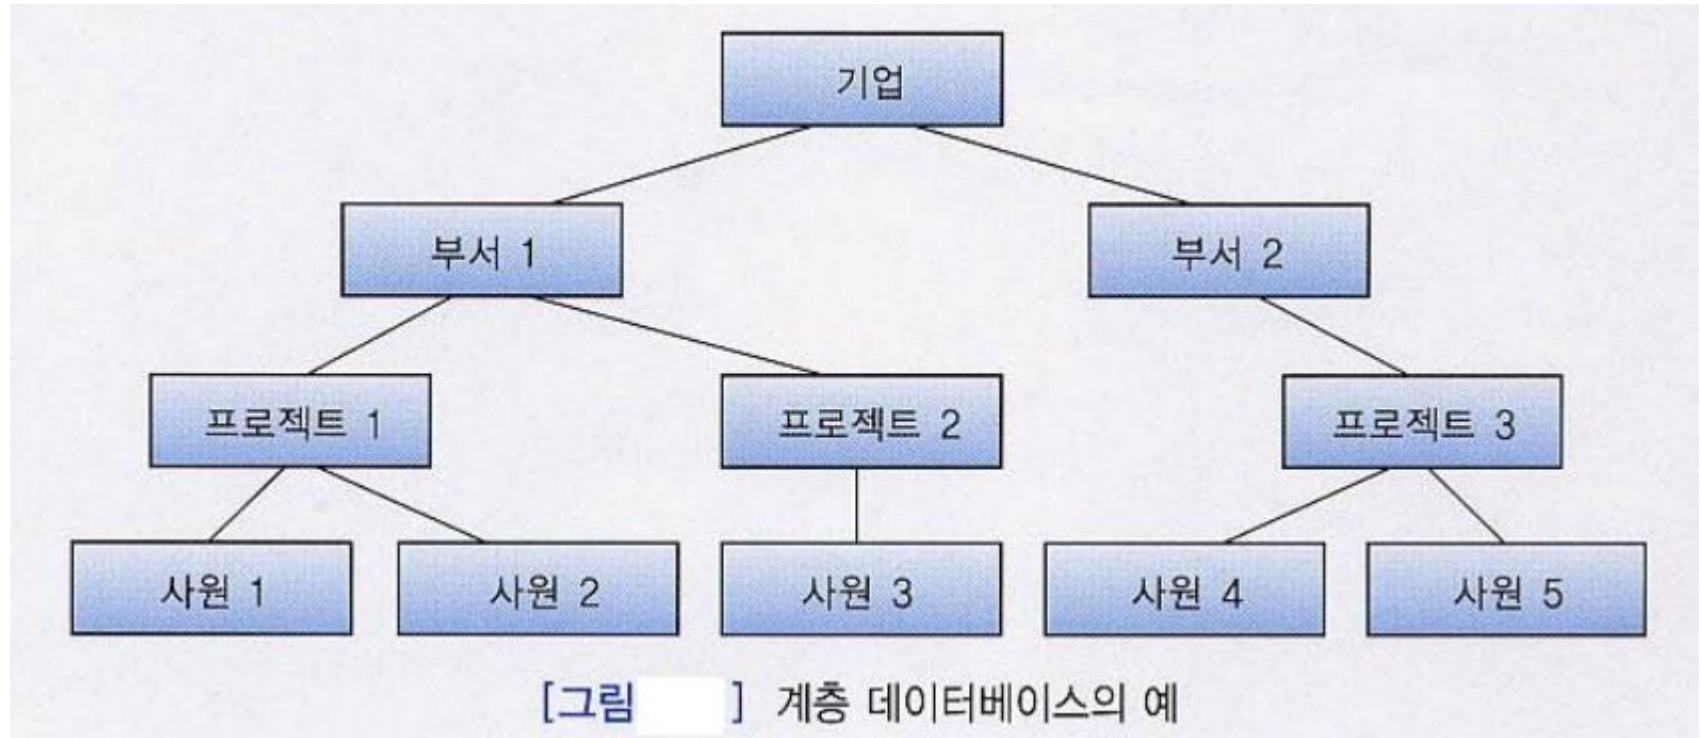 기업
부서 1
부서 2
프로젝트 1
프로젝트 2
프로젝트 3
사원 1
사원 2
사원 3
사원 4
사원 5
[그림 ] 계층 데이터베이스의 예